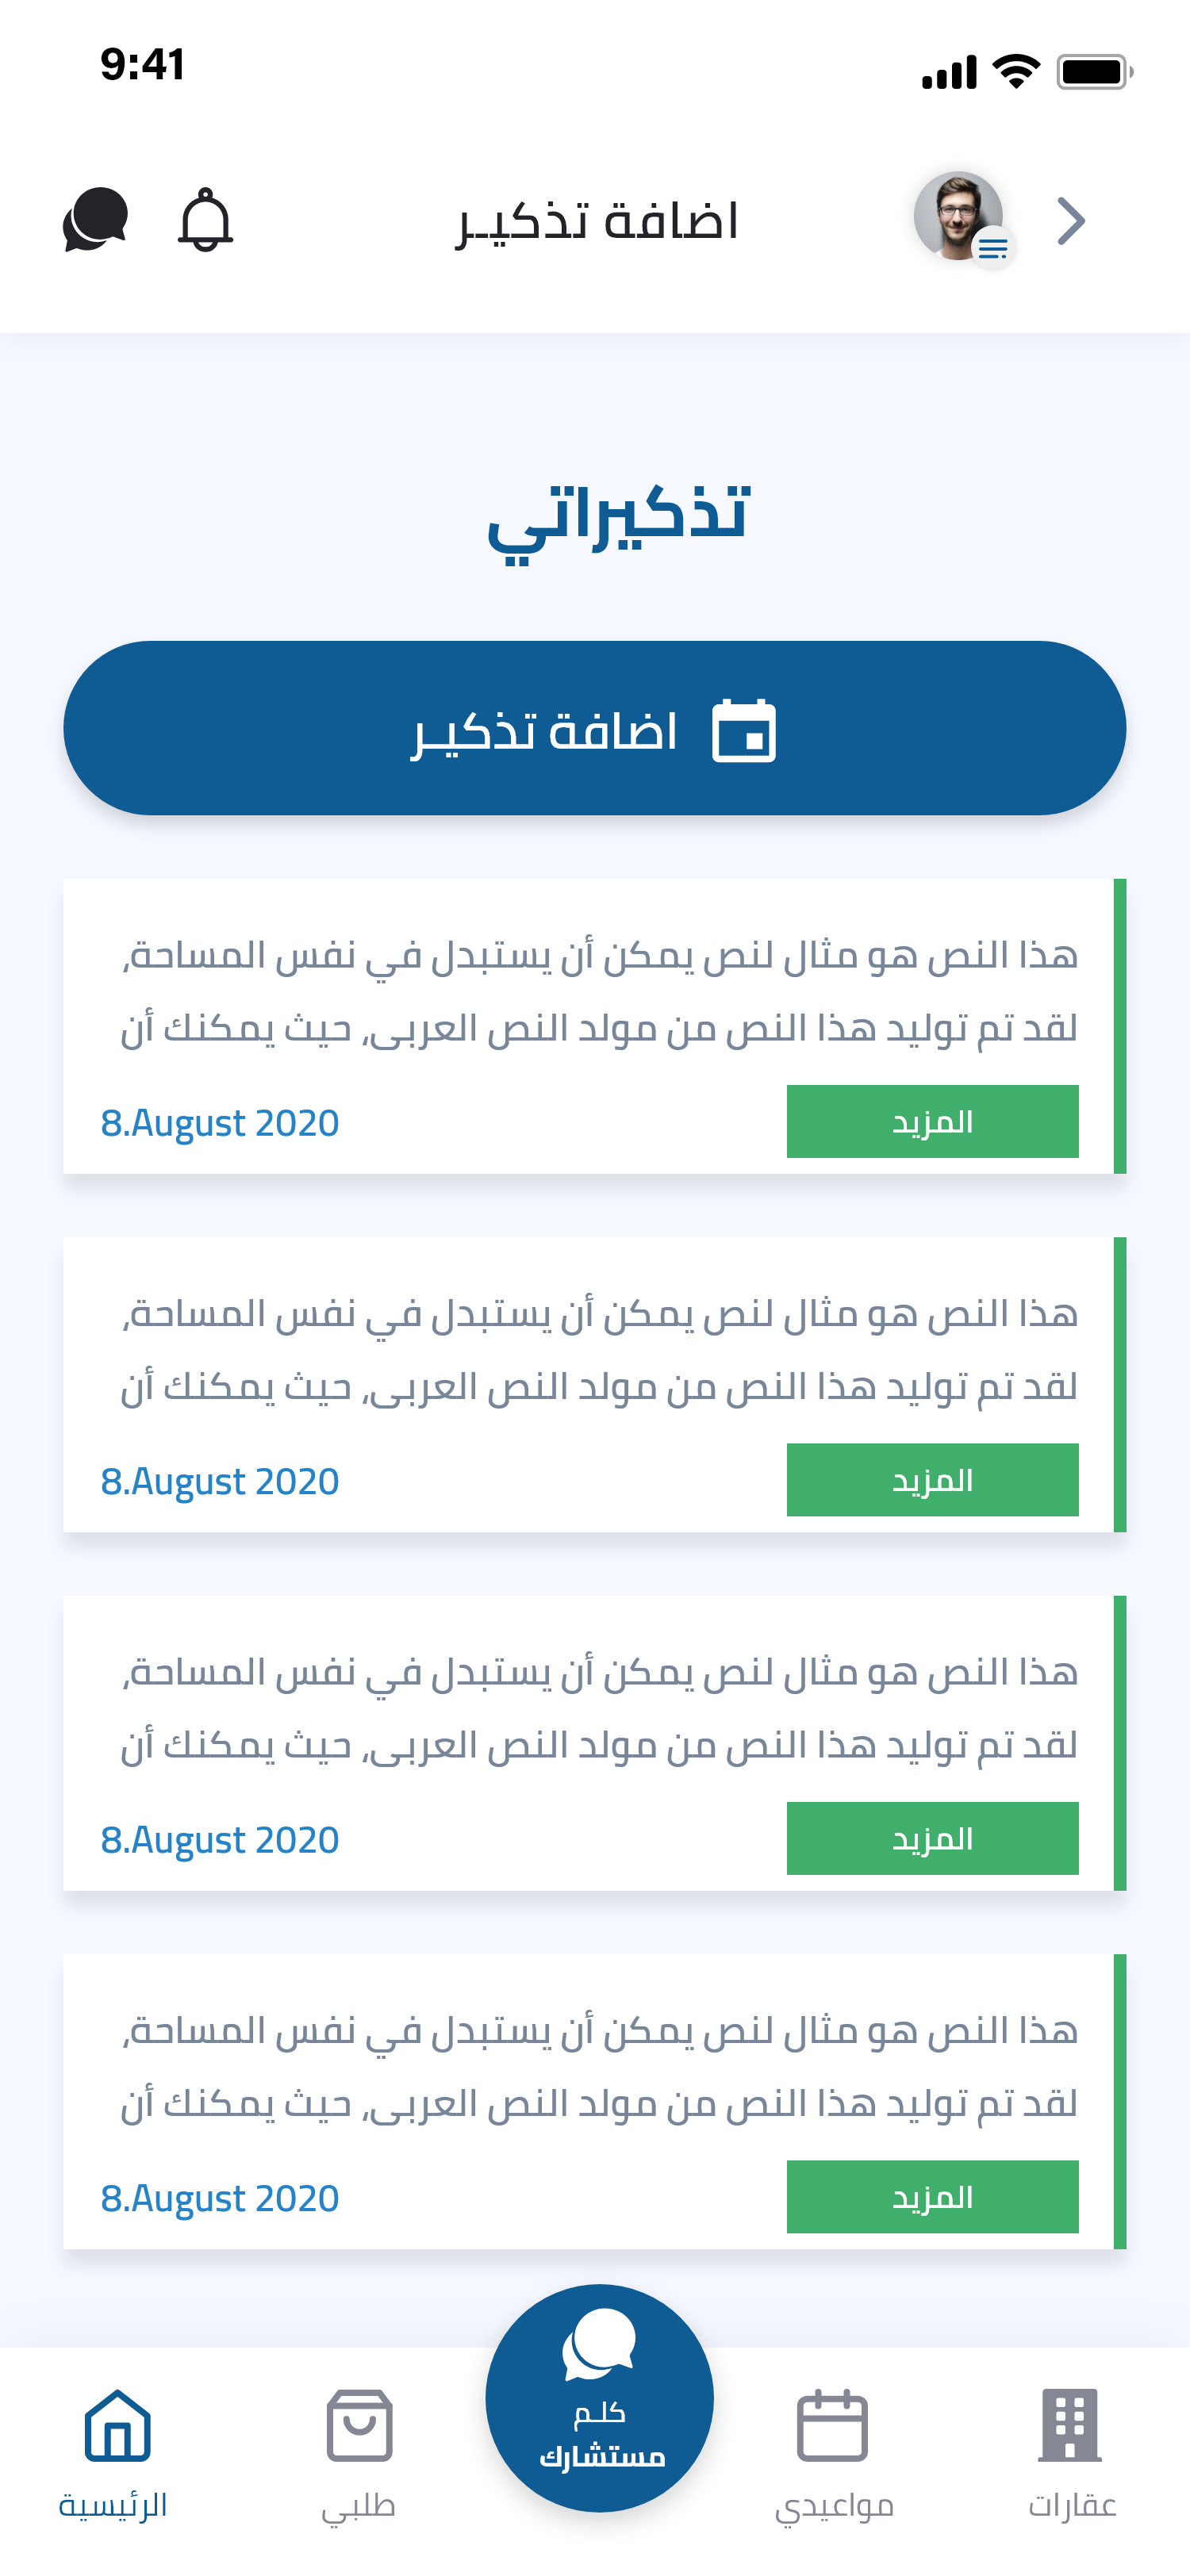 9:41
اضافة تذكيـر
تذكيراتي
اضافة تذكيـر
هذا النص هو مثال لنص يمكن أن يستبدل في نفس المساحة،
لقد تم توليد هذا النص من مولد النص العربى، حيث يمكنك أن
المزيد
8.August 2020
هذا النص هو مثال لنص يمكن أن يستبدل في نفس المساحة،
لقد تم توليد هذا النص من مولد النص العربى، حيث يمكنك أن
المزيد
8.August 2020
هذا النص هو مثال لنص يمكن أن يستبدل في نفس المساحة،
لقد تم توليد هذا النص من مولد النص العربى، حيث يمكنك أن
المزيد
8.August 2020
هذا النص هو مثال لنص يمكن أن يستبدل في نفس المساحة،
لقد تم توليد هذا النص من مولد النص العربى، حيث يمكنك أن
المزيد
8.August 2020
عقارات
مواعيدي
كلـم
مستشارك
طلبي
الرئيسية